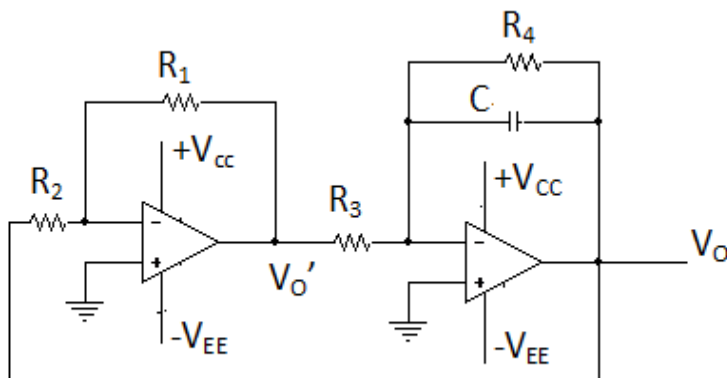 R₄
R₁
C
+Vcc
+VCC
R₂
R₃
VO
VO’
-VEE
-VEE